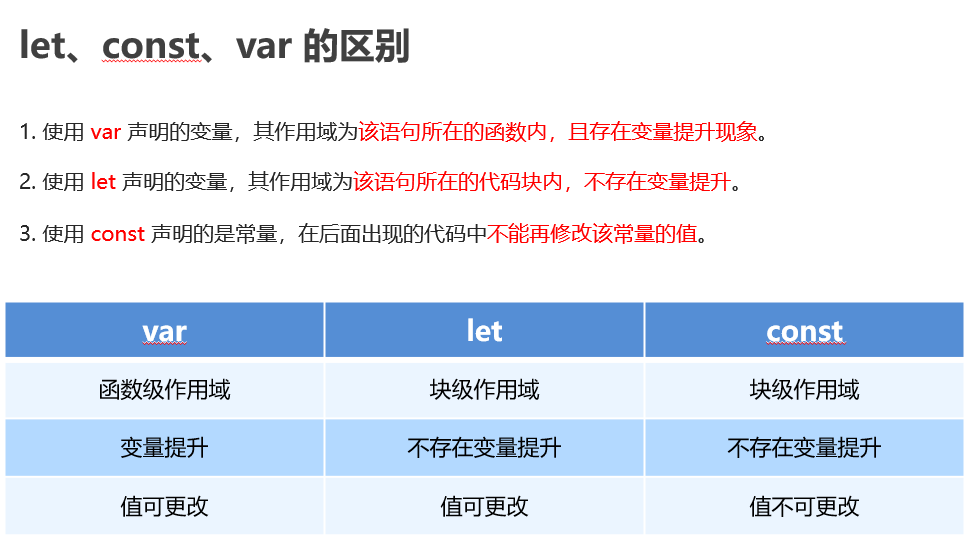 let、const、var 的区别
1. 使用 var 声明的变量，其作用域为该语句所在的函数内，且存在变量提升现象。
2. 使用 let 声明的变量，其作用域为该语句所在的代码块内，不存在变量提升。
3. 使用 const 声明的是常量，在后面出现的代码中不能再修改该常量的值。
var let const
函数级作用域 块级作用域 块级作用域
变量提升 不存在变量提升 不存在变量提升
值可更改 值可更改 值不可更改